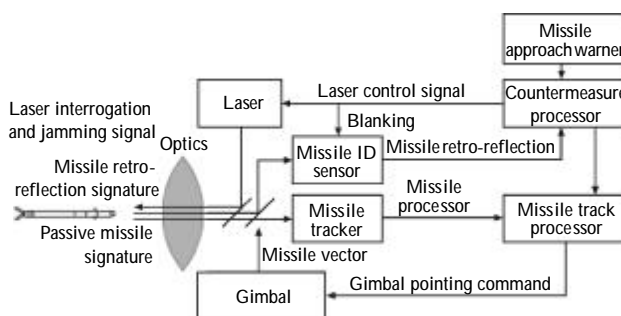 Missile
approach warner
Laser control signal
Laser
Countermeasure
processor
Laser interrogation
and jamming signal
Blanking
Optics
Missile ID
sensor
Missile retro-reflection
Missile retro-
reflection signature
Missile
processor
Missile
tracker
Missile track
processor
Passive missile
signature
Missile vector
Gimbal pointing command
Gimbal